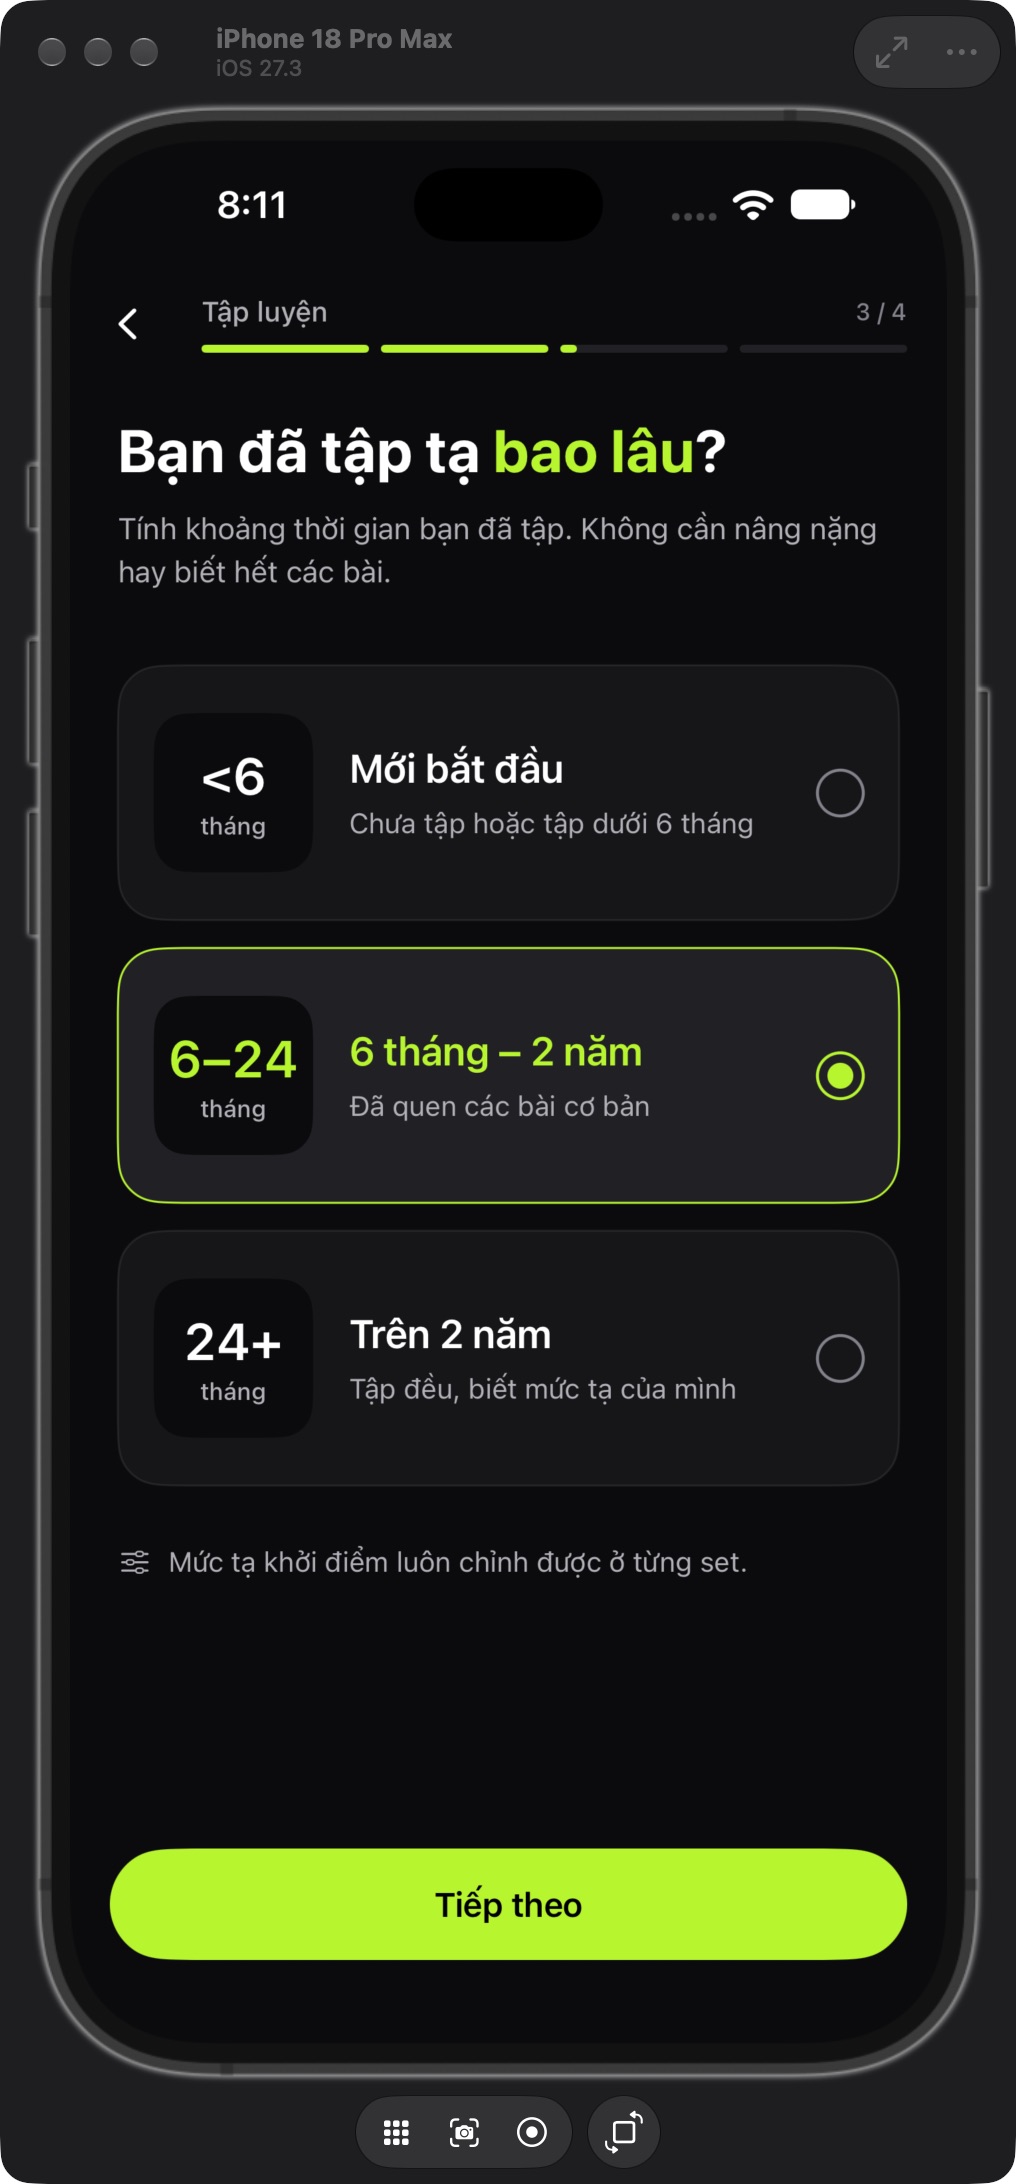 iPhone 18 Pro Max
iOS 27.3
8:11
Tập luyện
3 / 4
Bạn đã tập tạ bao lâu?
Tính khoảng thời gian bạn đã tập. Không cần nâng nặng
hay biết hết các bài.
<6
tháng
Mới bắt đầu
Chưa tập hoặc tập dưới 6 tháng
6–24
tháng
6 tháng – 2 năm
Đã quen các bài cơ bản
24+
tháng
Trên 2 năm
Tập đều, biết mức tạ của mình
Mức tạ khởi điểm luôn chỉnh được ở từng set.
Tiếp theo